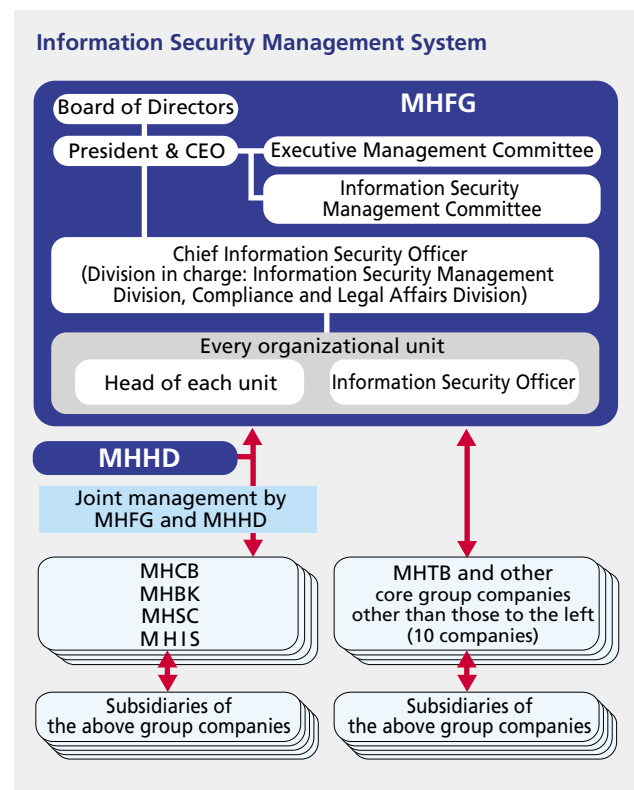 Information Security Management System
MHFG
Board of Directors
President & CEO
Executive Management Committee
Information Security
Management Committee
Chief Information Security Officer
(Division in charge: Information Security Management
Division, Compliance and Legal Affairs Division)
Every organizational unit
Head of each unit
Information Security Officer
MHHD
Joint management by
MHFG and MHHD
MHCB
MHBK
MHSC
MHIS
MHTB and other
core group companies
other than those to the left
(10 companies)
Subsidiaries of
the above group companies
Subsidiaries of
the above group companies